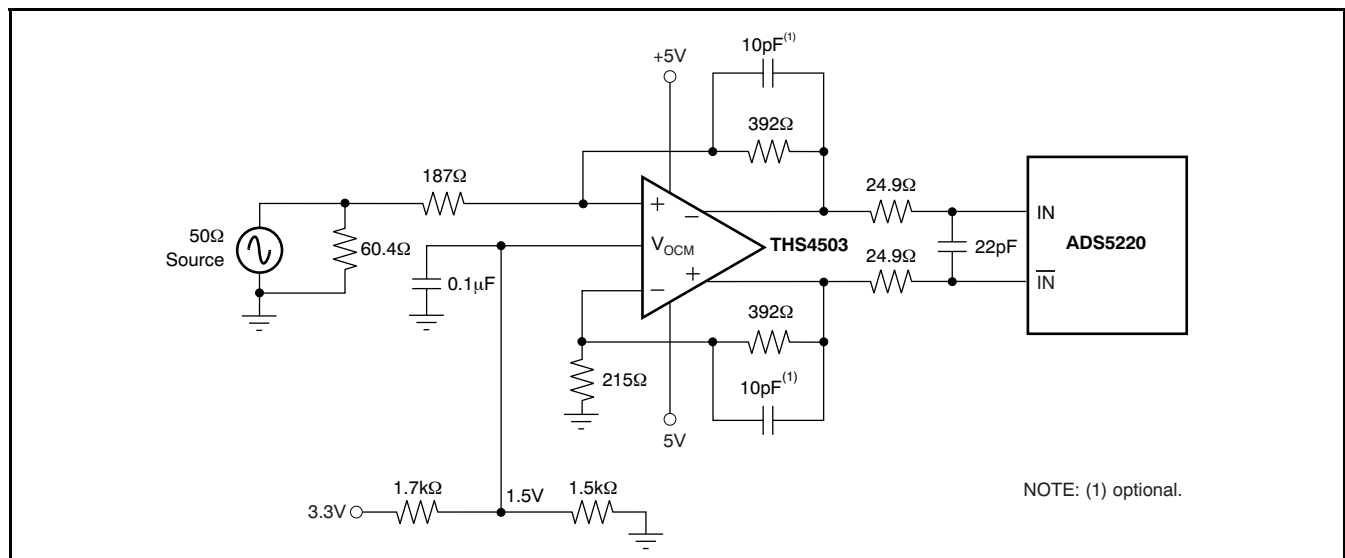 10pF(1)
+5V
392Ω
187Ω
24.9Ω
+
−
IN
50Ω
Source
60.4Ω
VOCM
THS4503
22pF
ADS5220
0.1μF
+
−
24.9Ω
IN
392Ω
215Ω
10pF(1)
5V
1.7kΩ
1.5V
1.5kΩ
3.3V
NOTE: (1) optional.